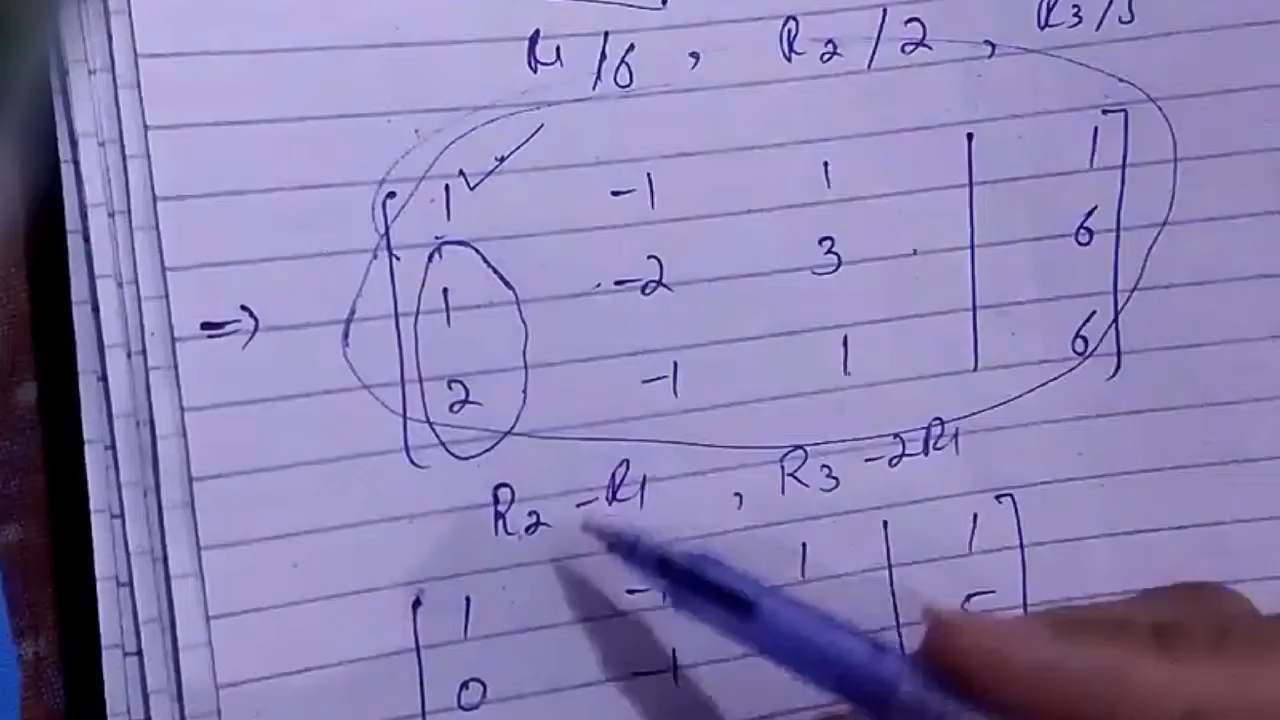 R1/6 , R2/2 , R3/3
1 -1 1 | 1
=> 1 -2 3 | 6
2 -1 1 | 6
R2 -R1 , R3 -2R1
1 -1 1 | 1
0 -1